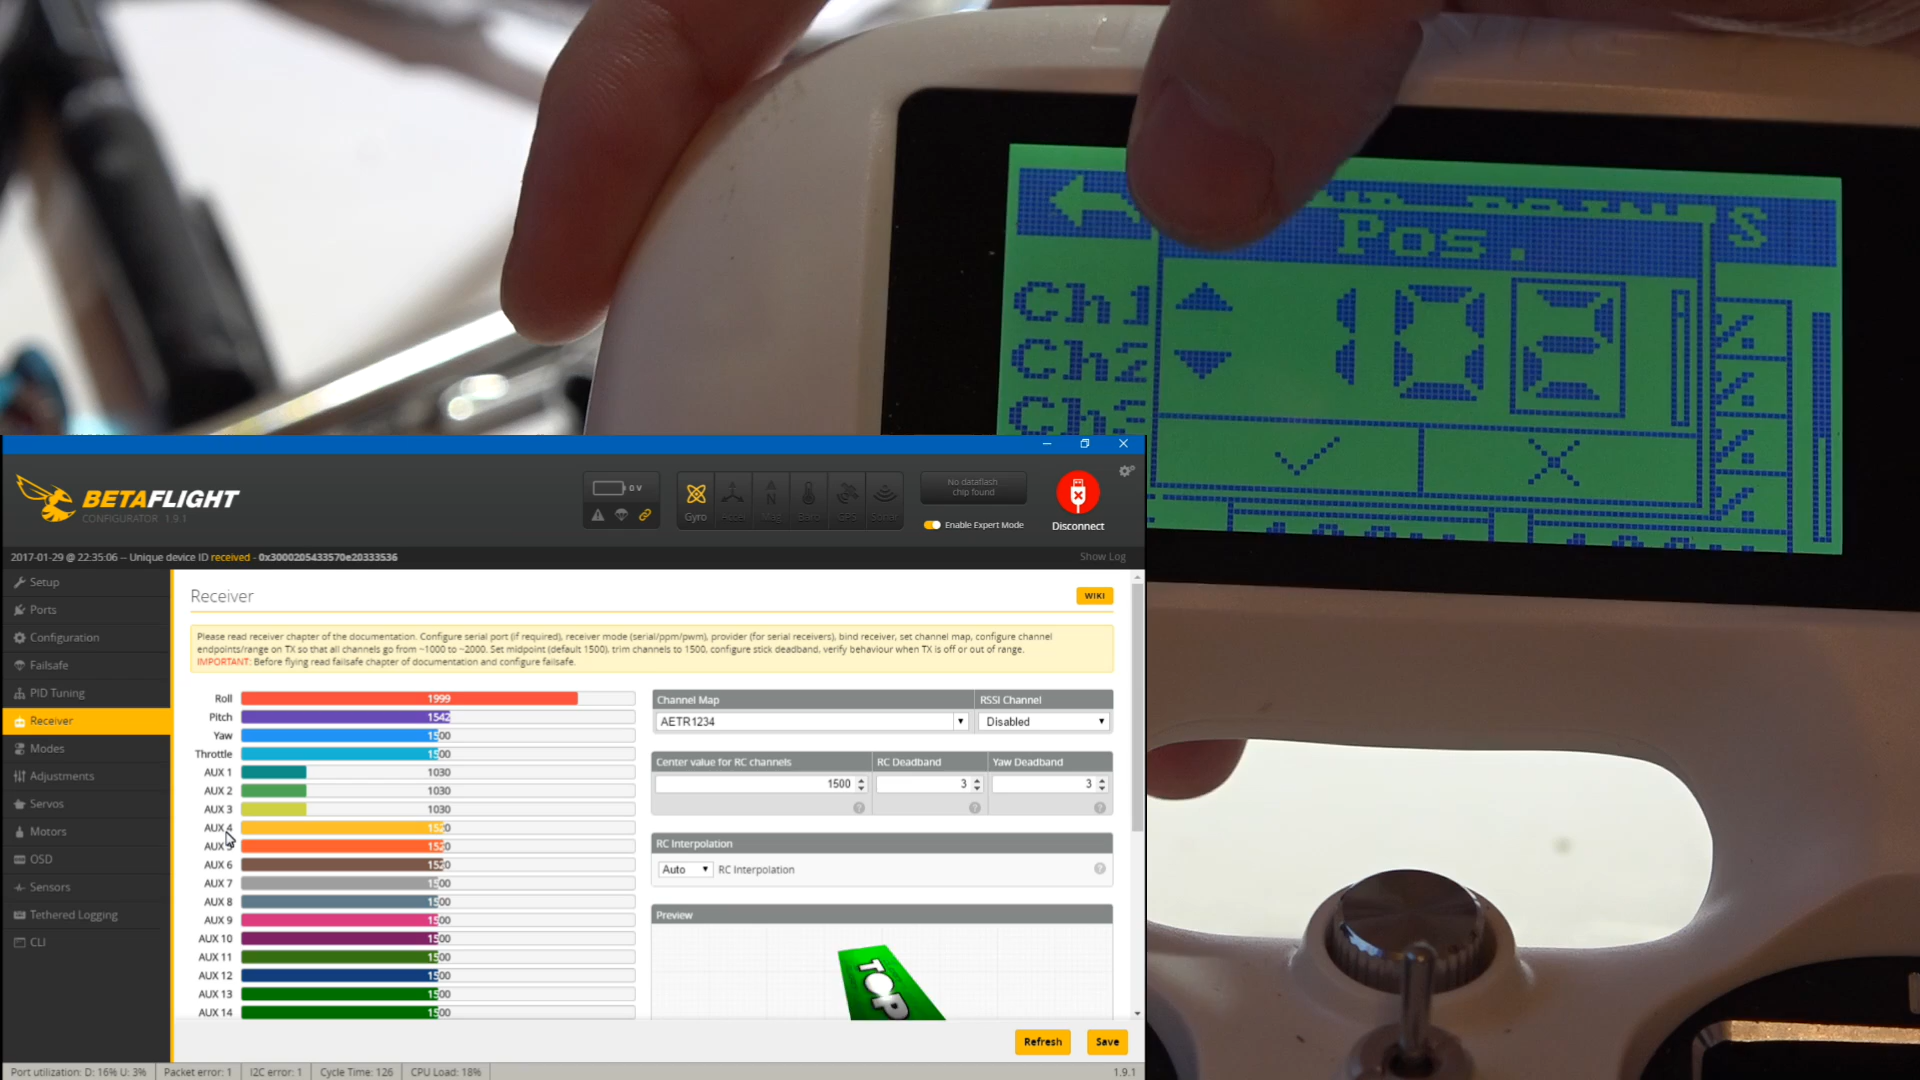 Pos.
S
Ch1
102
%
Ch2
%
%
%
BETAFLIGHT
CONFIGURATOR 1.9.1
0 V
Gyro
No dataflash
chip found
Enable Expert Mode
Disconnect
2017-01-29 @ 22:35:06 -- Unique device ID received - 0x3000205433570e20333536
Show Log
Setup
Ports
Configuration
Failsafe
PID Tuning
Receiver
Modes
Adjustments
Servos
Motors
OSD
Sensors
Tethered Logging
CLI
Receiver
WIKI
Please read receiver chapter of the documentation. Configure serial port (if required), receiver mode (serial/ppm/pwm), provider (for serial receivers), bind receiver, set channel map, configure channel
endpoints/range on TX so that all channels go from ~1000 to ~2000. Set midpoint (default 1500), trim channels to 1500, configure stick deadband, verify behaviour when TX is off or out of range.
IMPORTANT: Before flying read failsafe chapter of documentation and configure failsafe.
Roll 1999
Pitch 1542
Yaw 1500
Throttle 1500
AUX 1 1030
AUX 2 1030
AUX 3 1030
AUX 4 1520
AUX 5 1520
AUX 6 1520
AUX 7 1500
AUX 8 1500
AUX 9 1500
AUX 10 1500
AUX 11 1500
AUX 12 1500
AUX 13 1500
AUX 14 1500
Channel Map
RSSI Channel
AETR1234
Disabled
Center value for RC channels
RC Deadband
Yaw Deadband
1500
3
3
RC Interpolation
Auto
RC Interpolation
Preview
TOP
Refresh
Save
Port utilization: D: 16% U: 3%
Packet error: 1
I2C error: 1
Cycle Time: 126
CPU Load: 18%
1.9.1